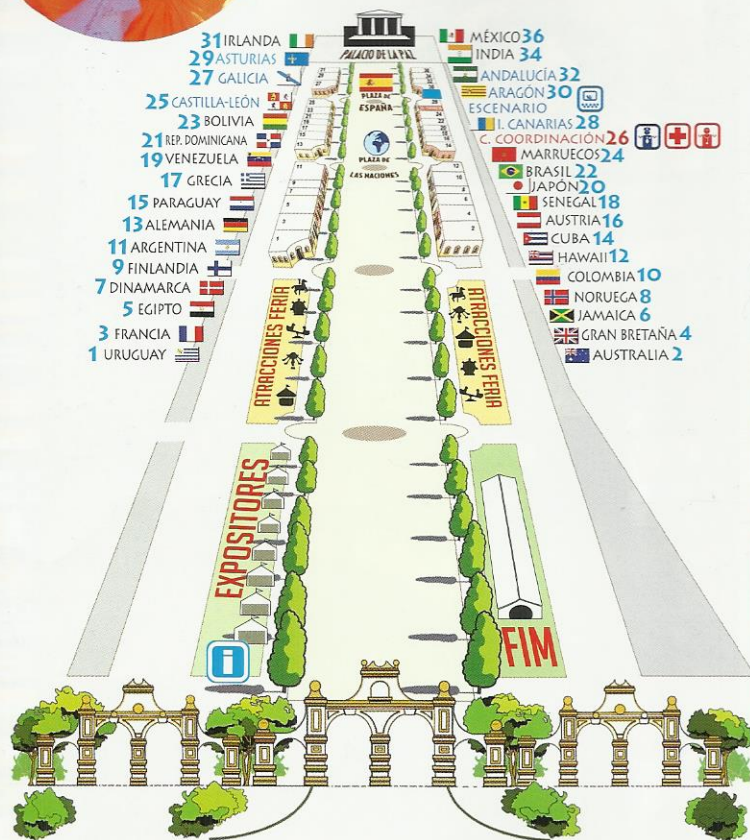 PALACIO DE LA PAZ
31 IRLANDA
29 ASTURIAS
27 GALICIA
25 CASTILLA-LEÓN
23 BOLIVIA
21 REP. DOMINICANA
19 VENEZUELA
17 GRECIA
15 PARAGUAY
13 ALEMANIA
11 ARGENTINA
9 FINLANDIA
7 DINAMARCA
5 EGIPTO
3 FRANCIA
1 URUGUAY
PLAZA DE
ESPAÑA
PLAZA DE
LAS NACIONES
MÉXICO 36
INDIA 34
ANDALUCÍA 32
ARAGÓN 30
ESCENARIO
I. CANARIAS 28
C. COORDINACIÓN 26
MARRUECOS 24
BRASIL 22
JAPÓN 20
SENEGAL 18
AUSTRIA 16
CUBA 14
HAWAII 12
COLOMBIA 10
NORUEGA 8
JAMAICA 6
GRAN BRETAÑA 4
AUSTRALIA 2
ATRACCIONES FERIA
ATRACCIONES FERIA
EXPOSITORES
i
FIM